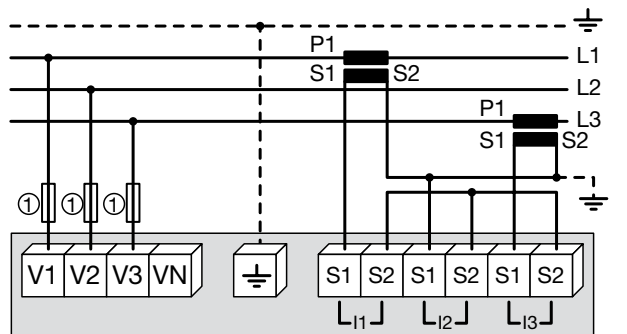 P1
L1
S1 S2
L2
P1
L3
S1 S2
① ① ①
V1 V2 V3 VN S1 S2 S1 S2 S1 S2
I1 I2 I3